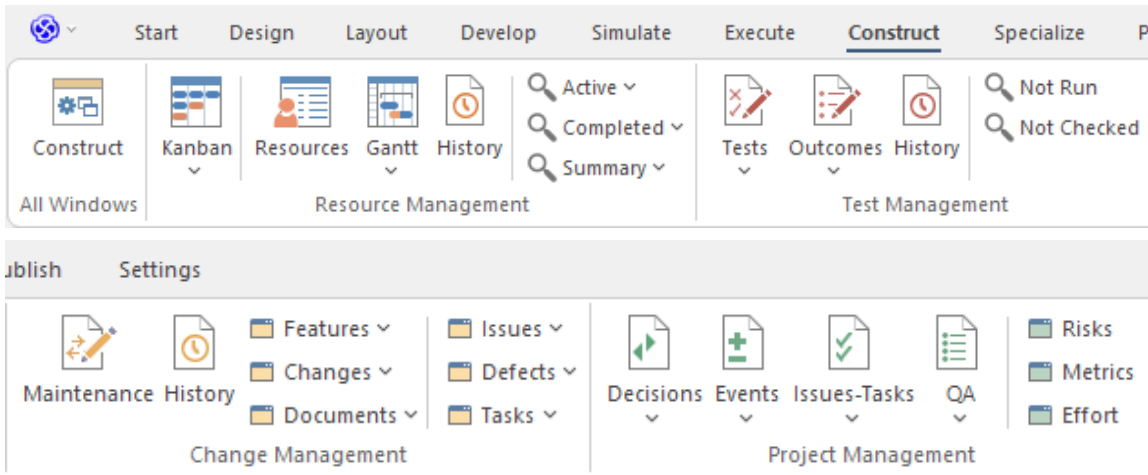 Start Design Layout Develop Simulate Execute Construct Specialize P
Active
Not Run
Completed
Not Checked
Construct Kanban Resources Gantt History Tests Outcomes History
Summary
All Windows Resource Management Test Management
ublish Settings
Features Issues Risks
Changes Defects Metrics
Maintenance History Decisions Events Issues-Tasks QA
Documents Tasks Effort
Change Management Project Management